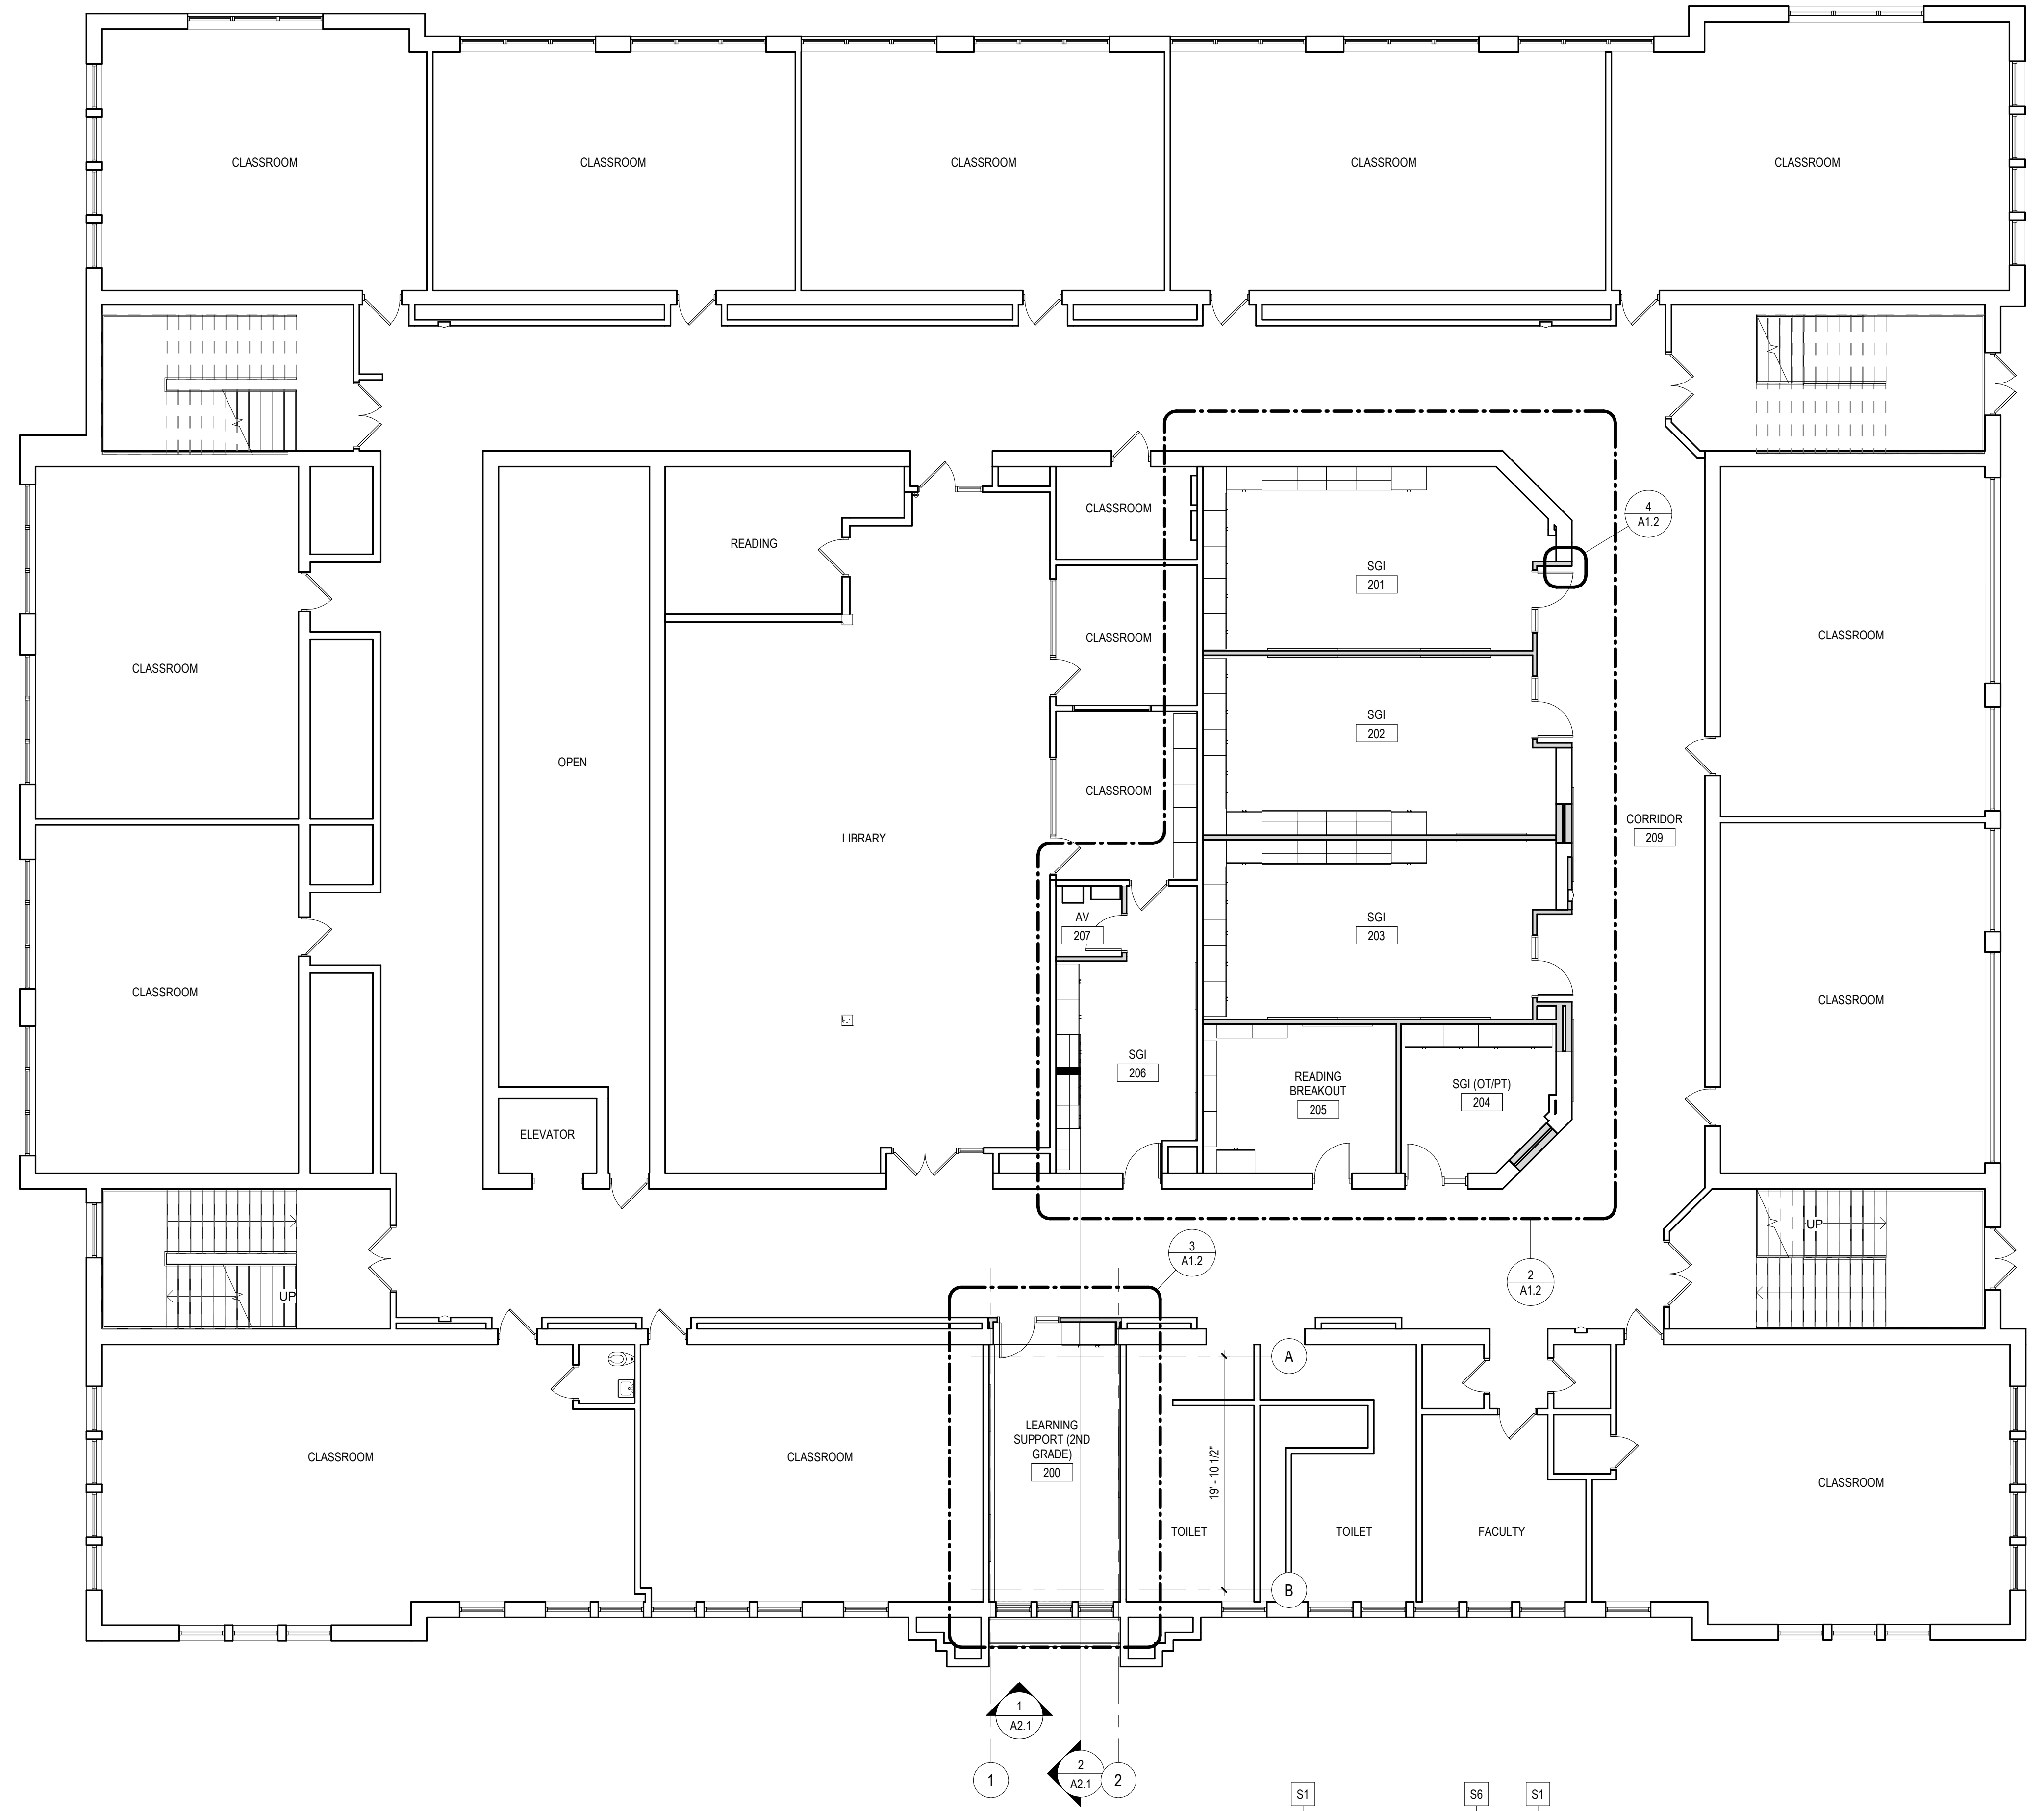 CLASSROOM
CLASSROOM
CLASSROOM
CLASSROOM
CLASSROOM
4
A1.2
CLASSROOM
READING
SGI
201
CLASSROOM
CLASSROOM
CLASSROOM
SGI
202
OPEN
CLASSROOM
CORRIDOR
209
LIBRARY
AV
207
SGI
203
CLASSROOM
CLASSROOM
SGI
206
READING
BREAKOUT
205
SGI (OT/PT)
204
ELEVATOR
UP
3
A1.2
2
A1.2
UP
A
LEARNING
SUPPORT (2ND
GRADE)
200
CLASSROOM
CLASSROOM
19' - 10 1/2"
CLASSROOM
TOILET
TOILET
FACULTY
B
1
A2.1
1
2
A2.1
2
S1
S6
S1